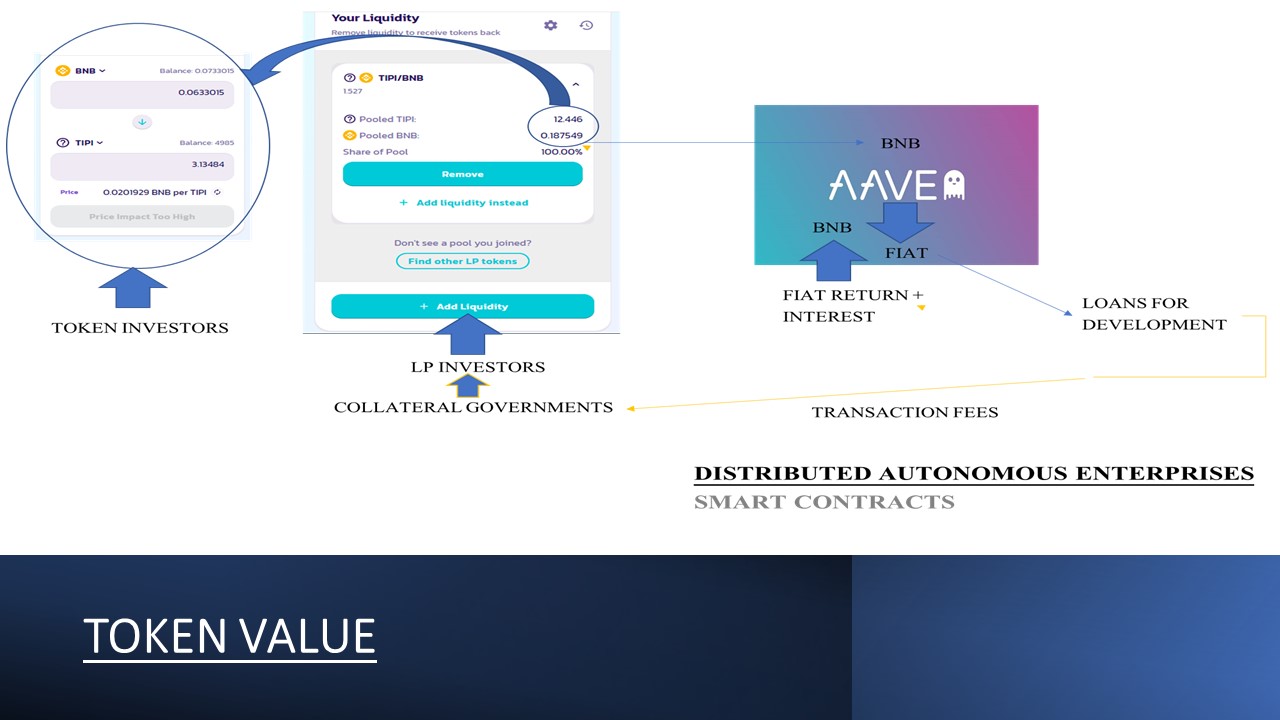 BNB
Balance: 0.0733015
0.0633015
TIPI
Balance: 4985
3.13484
Price
0.0201929 BNB per TIPI
Price Impact Too High
TOKEN INVESTORS
Your Liquidity
Remove liquidity to receive tokens back
TIPI/BNB
1.527
Pooled TIPI:
12.446
Pooled BNB:
0.187549
Share of Pool
100.00%
Remove
+ Add liquidity instead
Don't see a pool you joined?
Find other LP tokens
+ Add Liquidity
LP INVESTORS
COLLATERAL GOVERNMENTS
BNB
AAVE
BNB
FIAT
FIAT RETURN +
INTEREST
LOANS FOR
DEVELOPMENT
TRANSACTION FEES
DISTRIBUTED AUTONOMOUS ENTERPRISES
SMART CONTRACTS
TOKEN VALUE